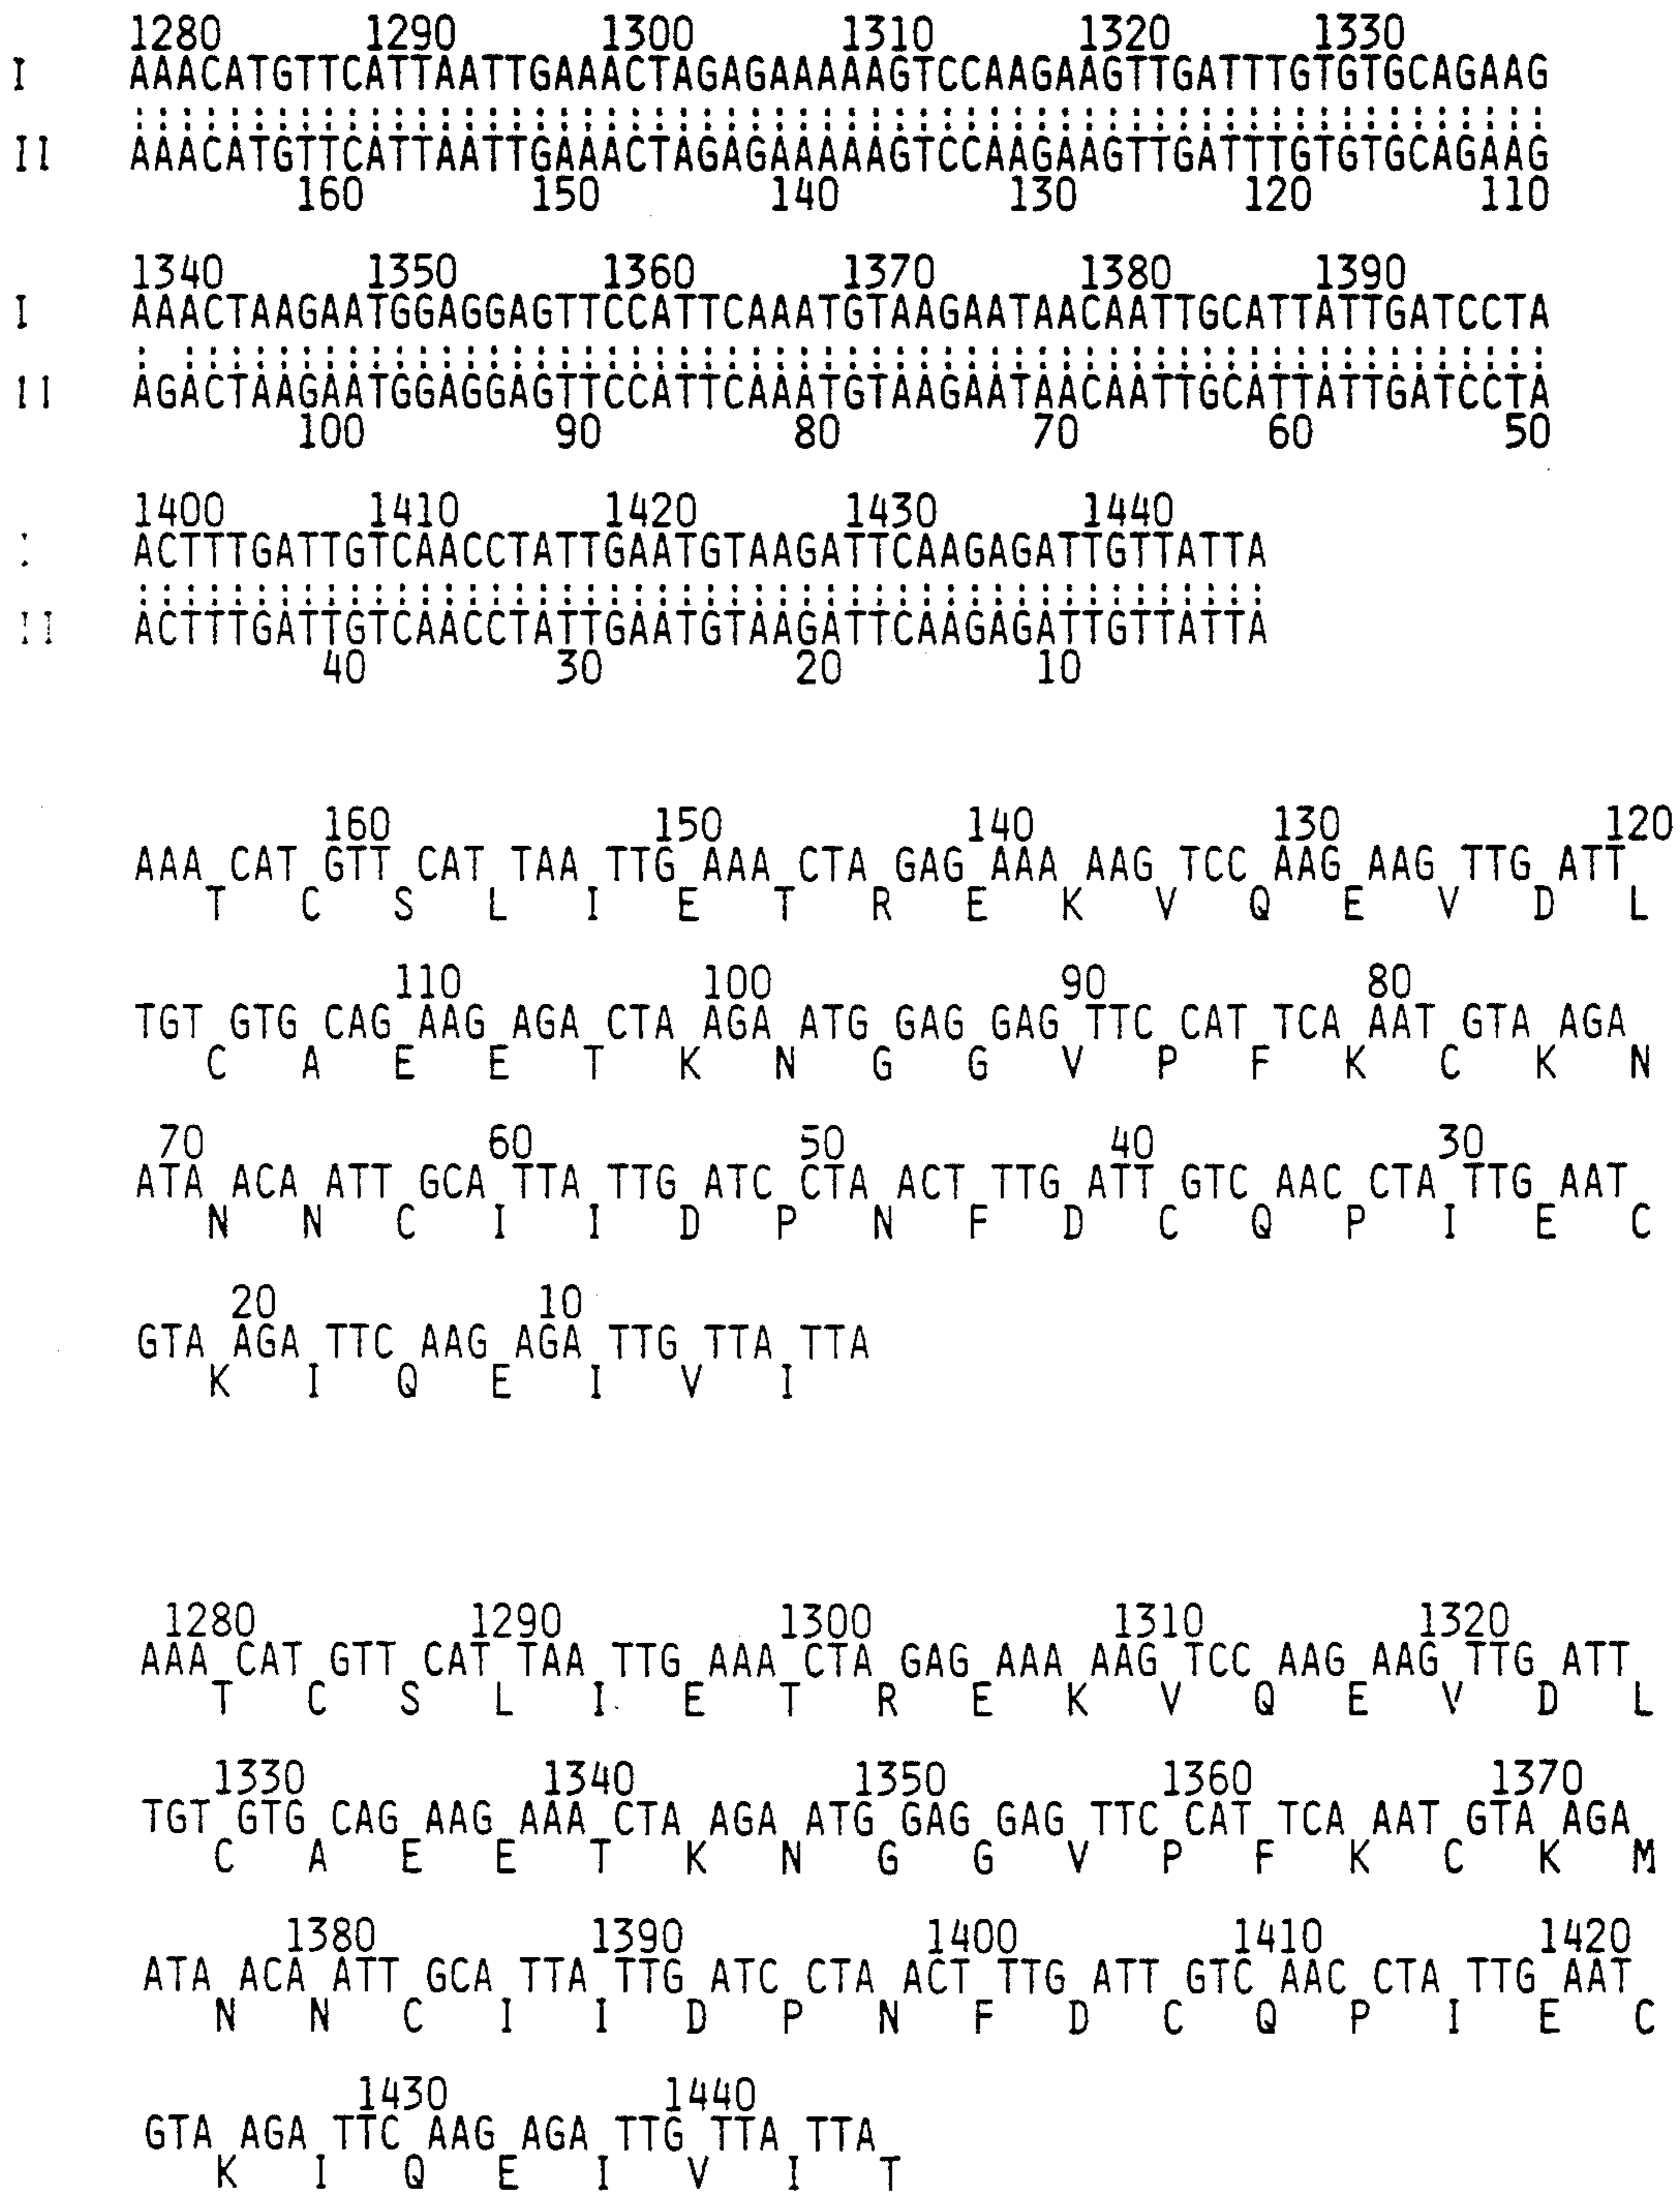 1280 1290 1300 1310 1320 1330
I AAACATGTTCATTAATTGAAACTAGAGAAAAAGTCCAAGAAGTTGATTTGTGTGCAGAAG
II AAACATGTTCATTAATTGAAACTAGAGAAAAAGTCCAAGAAGTTGATTTGTGTGCAGAAG
160 150 140 130 120 110
1340 1350 1360 1370 1380 1390
I AAACTAAGAATGGAGGAGTTCCATTCAAATGTAAGAATAACAATTGCATTATTGATCCTA
II AGACTAAGAATGGAGGAGTTCCATTCAAATGTAAGAATAACAATTGCATTATTGATCCTA
100 90 80 70 60 50
1400 1410 1420 1430 1440
I ACTTTGATTGTCAACCTATTGAATGTAAGATTCAAGAGATTGTTATTA
II ACTTTGATTGTCAACCTATTGAATGTAAGATTCAAGAGATTGTTATTA
40 30 20 10
160 150 140 130 120
AAA CAT GTT CAT TAA TTG AAA CTA GAG AAA AAG TCC AAG AAG TTG ATT
T C S L I E T R E K V Q E V D L
110 100 90 80
TGT GTG CAG AAG AGA CTA AGA ATG GAG GAG TTC CAT TCA AAT GTA AGA
C A E E T K N G G V P F K C K N
70 60 50 40 30
ATA ACA ATT GCA TTA TTG ATC CTA ACT TTG ATT GTC AAC CTA TTG AAT
N N C I I D P N F D C Q P I E C
20 10
GTA AGA TTC AAG AGA TTG TTA TTA
K I Q E I V I
1280 1290 1300 1310 1320
AAA CAT GTT CAT TAA TTG AAA CTA GAG AAA AAG TCC AAG AAG TTG ATT
T C S L I E T R E K V Q E V D L
1330 1340 1350 1360 1370
TGT GTG CAG AAG AAA CTA AGA ATG GAG GAG TTC CAT TCA AAT GTA AGA
C A E E T K N G G V P F K C K M
1380 1390 1400 1410 1420
ATA ACA ATT GCA TTA TTG ATC CTA ACT TTG ATT GTC AAC CTA TTG AAT
N N C I I D P N F D C Q P I E C
1430 1440
GTA AGA TTC AAG AGA TTG TTA TTA
K I Q E I V I T